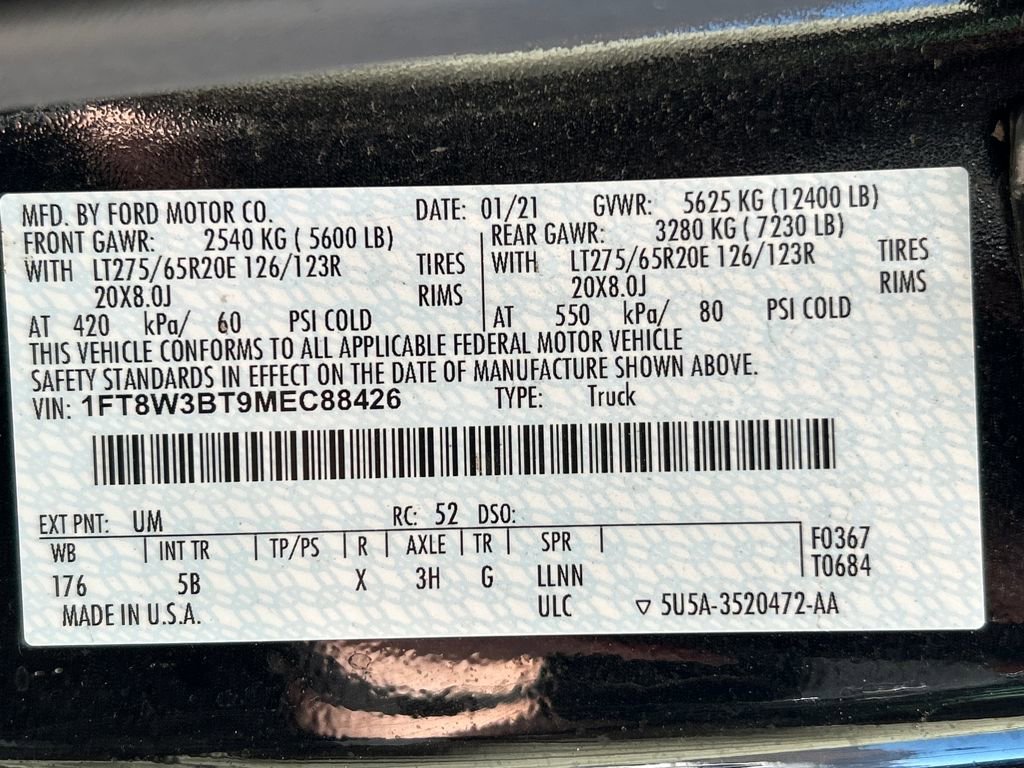 MFD. BY FORD MOTOR CO. DATE: 01/21 GVWR: 5625 KG (12400 LB)
FRONT GAWR: 2540 KG ( 5600 LB) REAR GAWR: 3280 KG ( 7230 LB)
WITH LT275/65R20E 126/123R TIRES WITH LT275/65R20E 126/123R TIRES
20X8.0J RIMS 20X8.0J RIMS
AT 420 kPa/ 60 PSI COLD AT 550 kPa/ 80 PSI COLD
THIS VEHICLE CONFORMS TO ALL APPLICABLE FEDERAL MOTOR VEHICLE
SAFETY STANDARDS IN EFFECT ON THE DATE OF MANUFACTURE SHOWN ABOVE.
VIN: 1FT8W3BT9MEC88426 TYPE: Truck
EXT PNT: UM RC: 52 DSO:
WB INT TR TP/PS R AXLE TR SPR F0367
T0684
176 5B X 3H G LLNN
MADE IN U.S.A. ULC ▽ 5U5A-3520472-AA